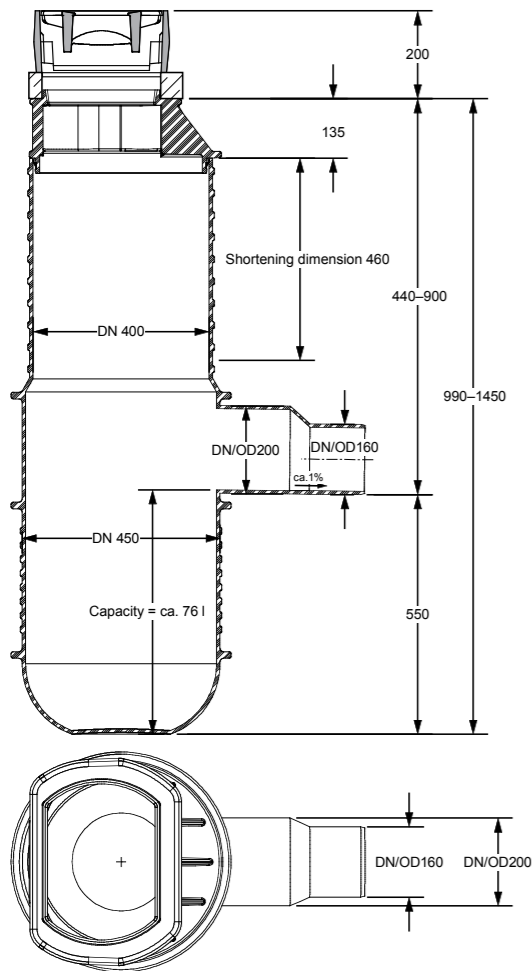 200
135
Shortening dimension 460
440–900
DN 400
990–1450
DN/OD200
DN/OD160
ca.1%
DN 450
Capacity = ca. 76 l
550
DN/OD160
DN/OD200